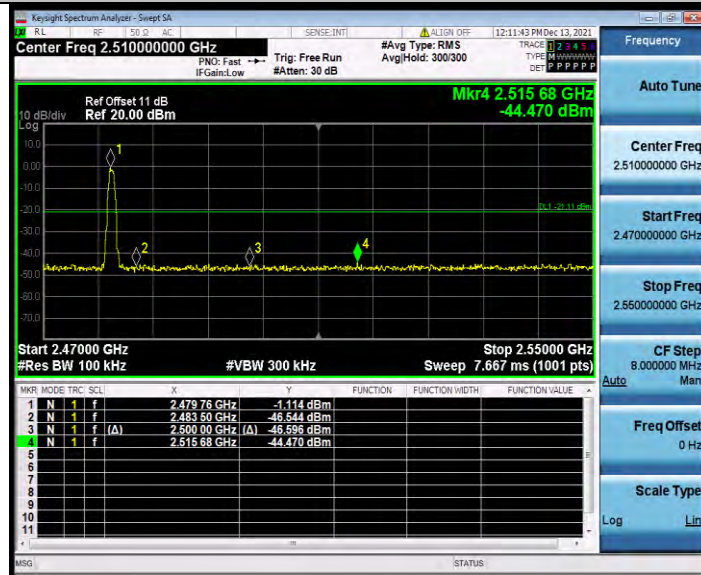 Keysight Spectrum Analyzer - Swept SA
LXI RL RF 50 Ω AC SENSE:INT ALIGN OFF 12:11:43 PM Dec 13, 2021
Center Freq 2.510000000 GHz #Avg Type: RMS TRACE 1 2 3 4 5 6
PNO: Fast Trig: Free Run Avg|Hold: 300/300 TYPE M WWWWW
IFGain:Low #Atten: 30 dB DET P P P P P P
Mkr4 2.515 68 GHz
-44.470 dBm
Ref Offset 11 dB
10 dB/div Ref 20.00 dBm
Log
10.0
0.00
-10.0
-20.0
-30.0
-40.0
-50.0
-60.0
-70.0
1
2
3
4
DL1 -21.11 dBm
Start 2.47000 GHz Stop 2.55000 GHz
#Res BW 100 kHz #VBW 300 kHz Sweep 7.667 ms (1001 pts)
MKR MODE TRC SCL X Y FUNCTION FUNCTION WIDTH FUNCTION VALUE
1 N 1 f 2.479 76 GHz -1.114 dBm
2 N 1 f 2.483 50 GHz -46.544 dBm
3 N 1 f (Δ) 2.500 00 GHz (Δ) -46.596 dBm
4 N 1 f 2.515 68 GHz -44.470 dBm
5
6
7
8
9
10
11
MSG STATUS
Frequency
Auto Tune
Center Freq
2.510000000 GHz
Start Freq
2.470000000 GHz
Stop Freq
2.550000000 GHz
CF Step
8.000000 MHz
Auto Man
Freq Offset
0 Hz
Scale Type
Log Lin